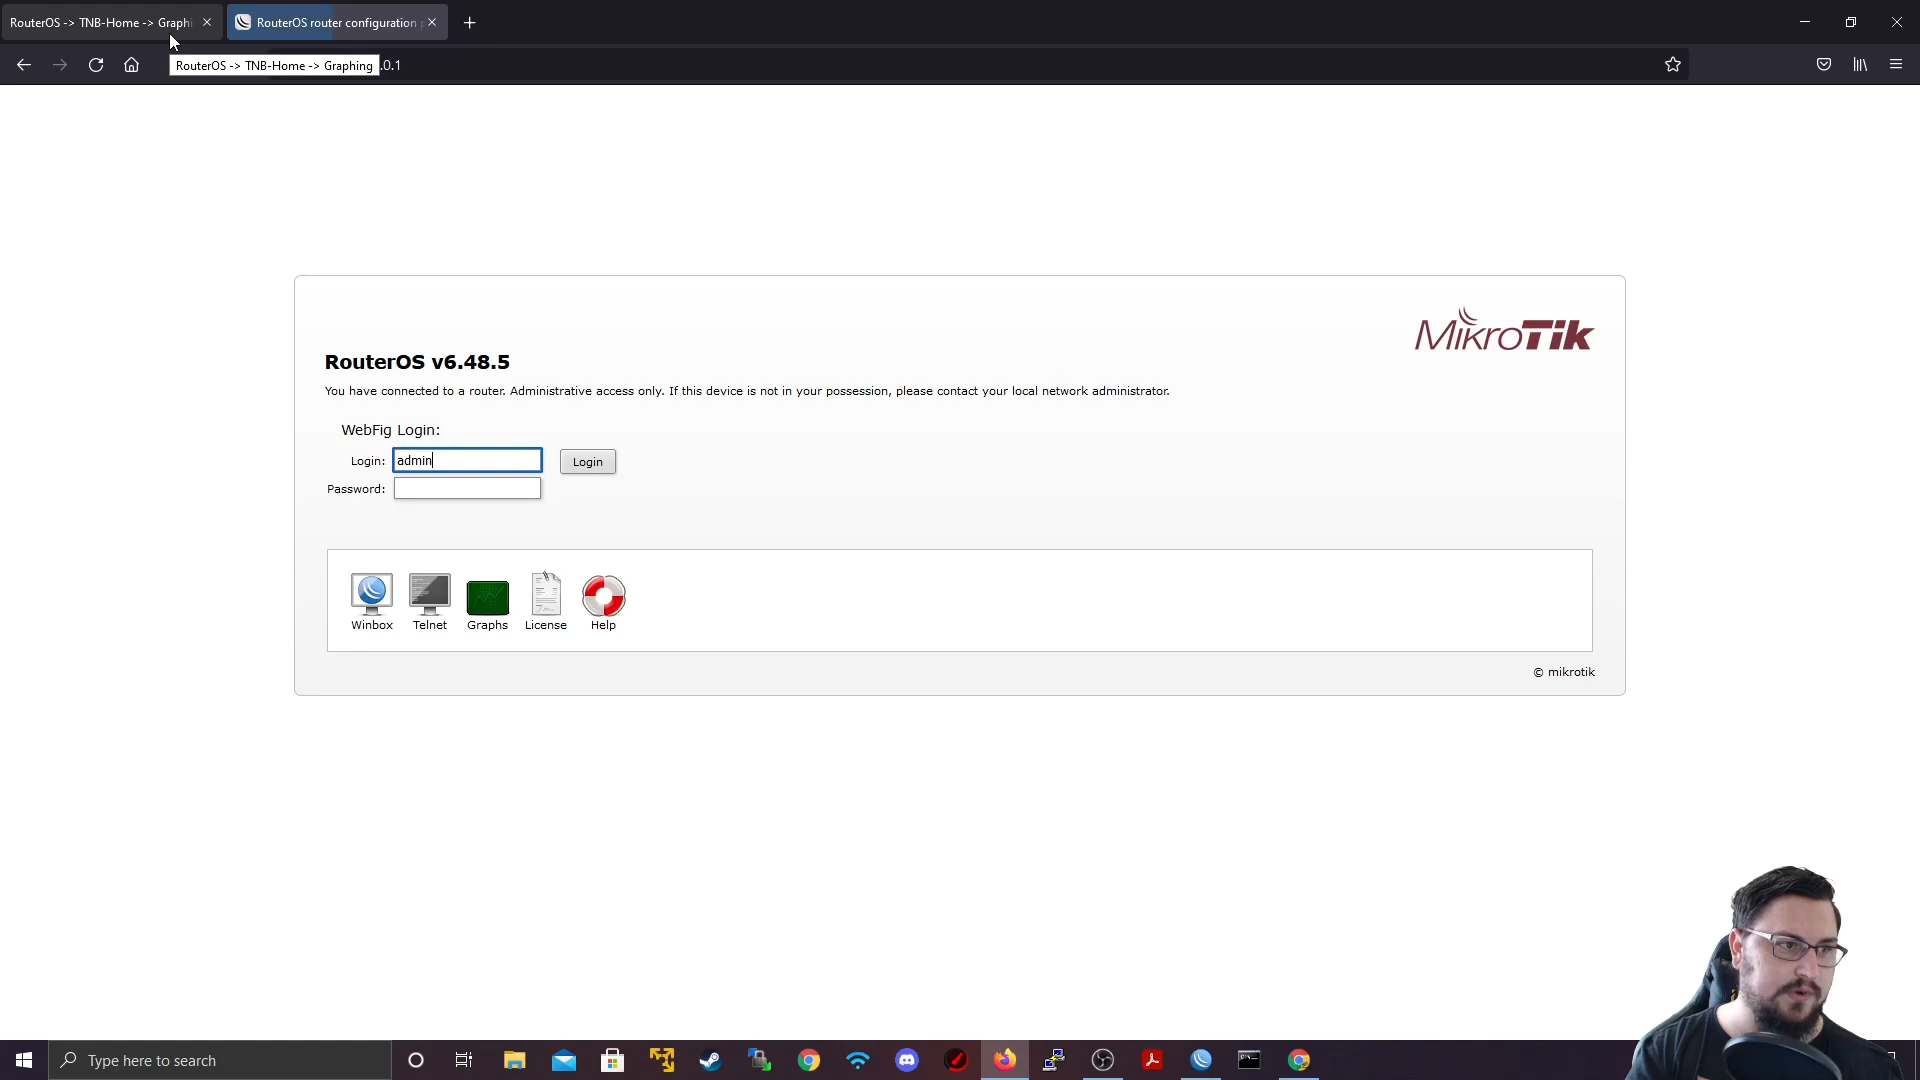 RouterOS -> TNB-Home -> Graphi
RouterOS router configuration p
RouterOS -> TNB-Home -> Graphing
.0.1
MikroTik
RouterOS v6.48.5
You have connected to a router. Administrative access only. If this device is not in your possession, please contact your local network administrator.
WebFig Login:
Login: admin
Login
Password:
Winbox
Telnet
Graphs
License
Help
© mikrotik
Type here to search